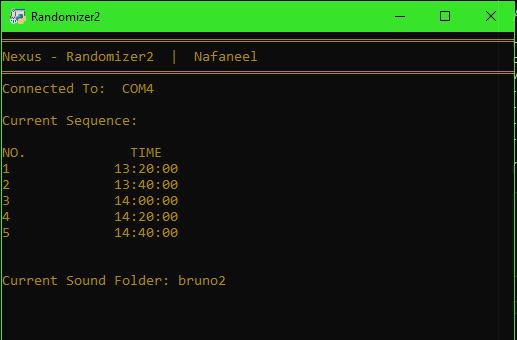 Randomizer2
Nexus - Randomizer2 | Nafaneel
Connected To: COM4
Current Sequence:
NO. TIME
1 13:20:00
2 13:40:00
3 14:00:00
4 14:20:00
5 14:40:00
Current Sound Folder: bruno2